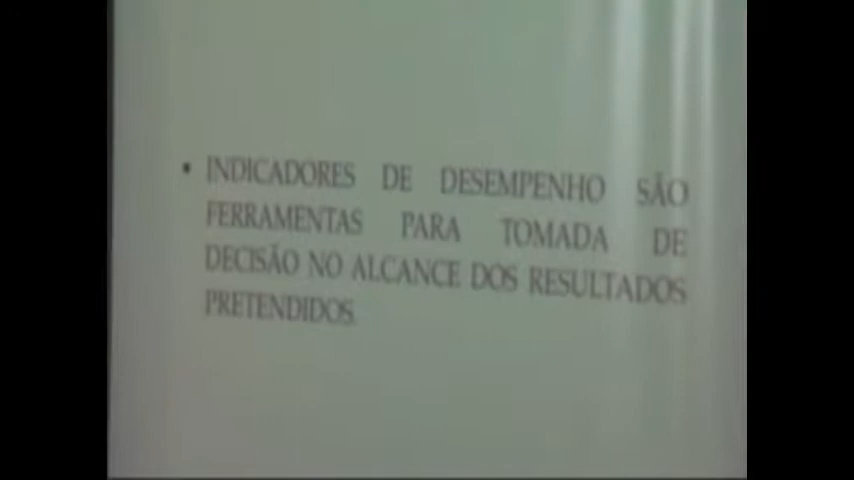 • INDICADORES DE DESEMPENHO SÃO
FERRAMENTAS PARA TOMADA DE
DECISÃO NO ALCANCE DOS RESULTADOS
PRETENDIDOS.